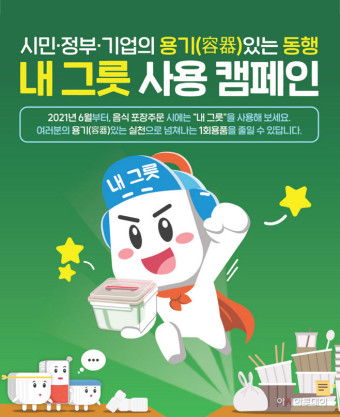 시민·정부·기업의 용기(容器)있는 동행
내 그릇 사용 캠페인
2021년 6월부터, 음식 포장주문 시에는 "내 그릇"을 사용해 보세요.
여러분의 용기(容器)있는 실천으로 넘쳐나는 1회용품을 줄일 수 있답니다.
내 그릇